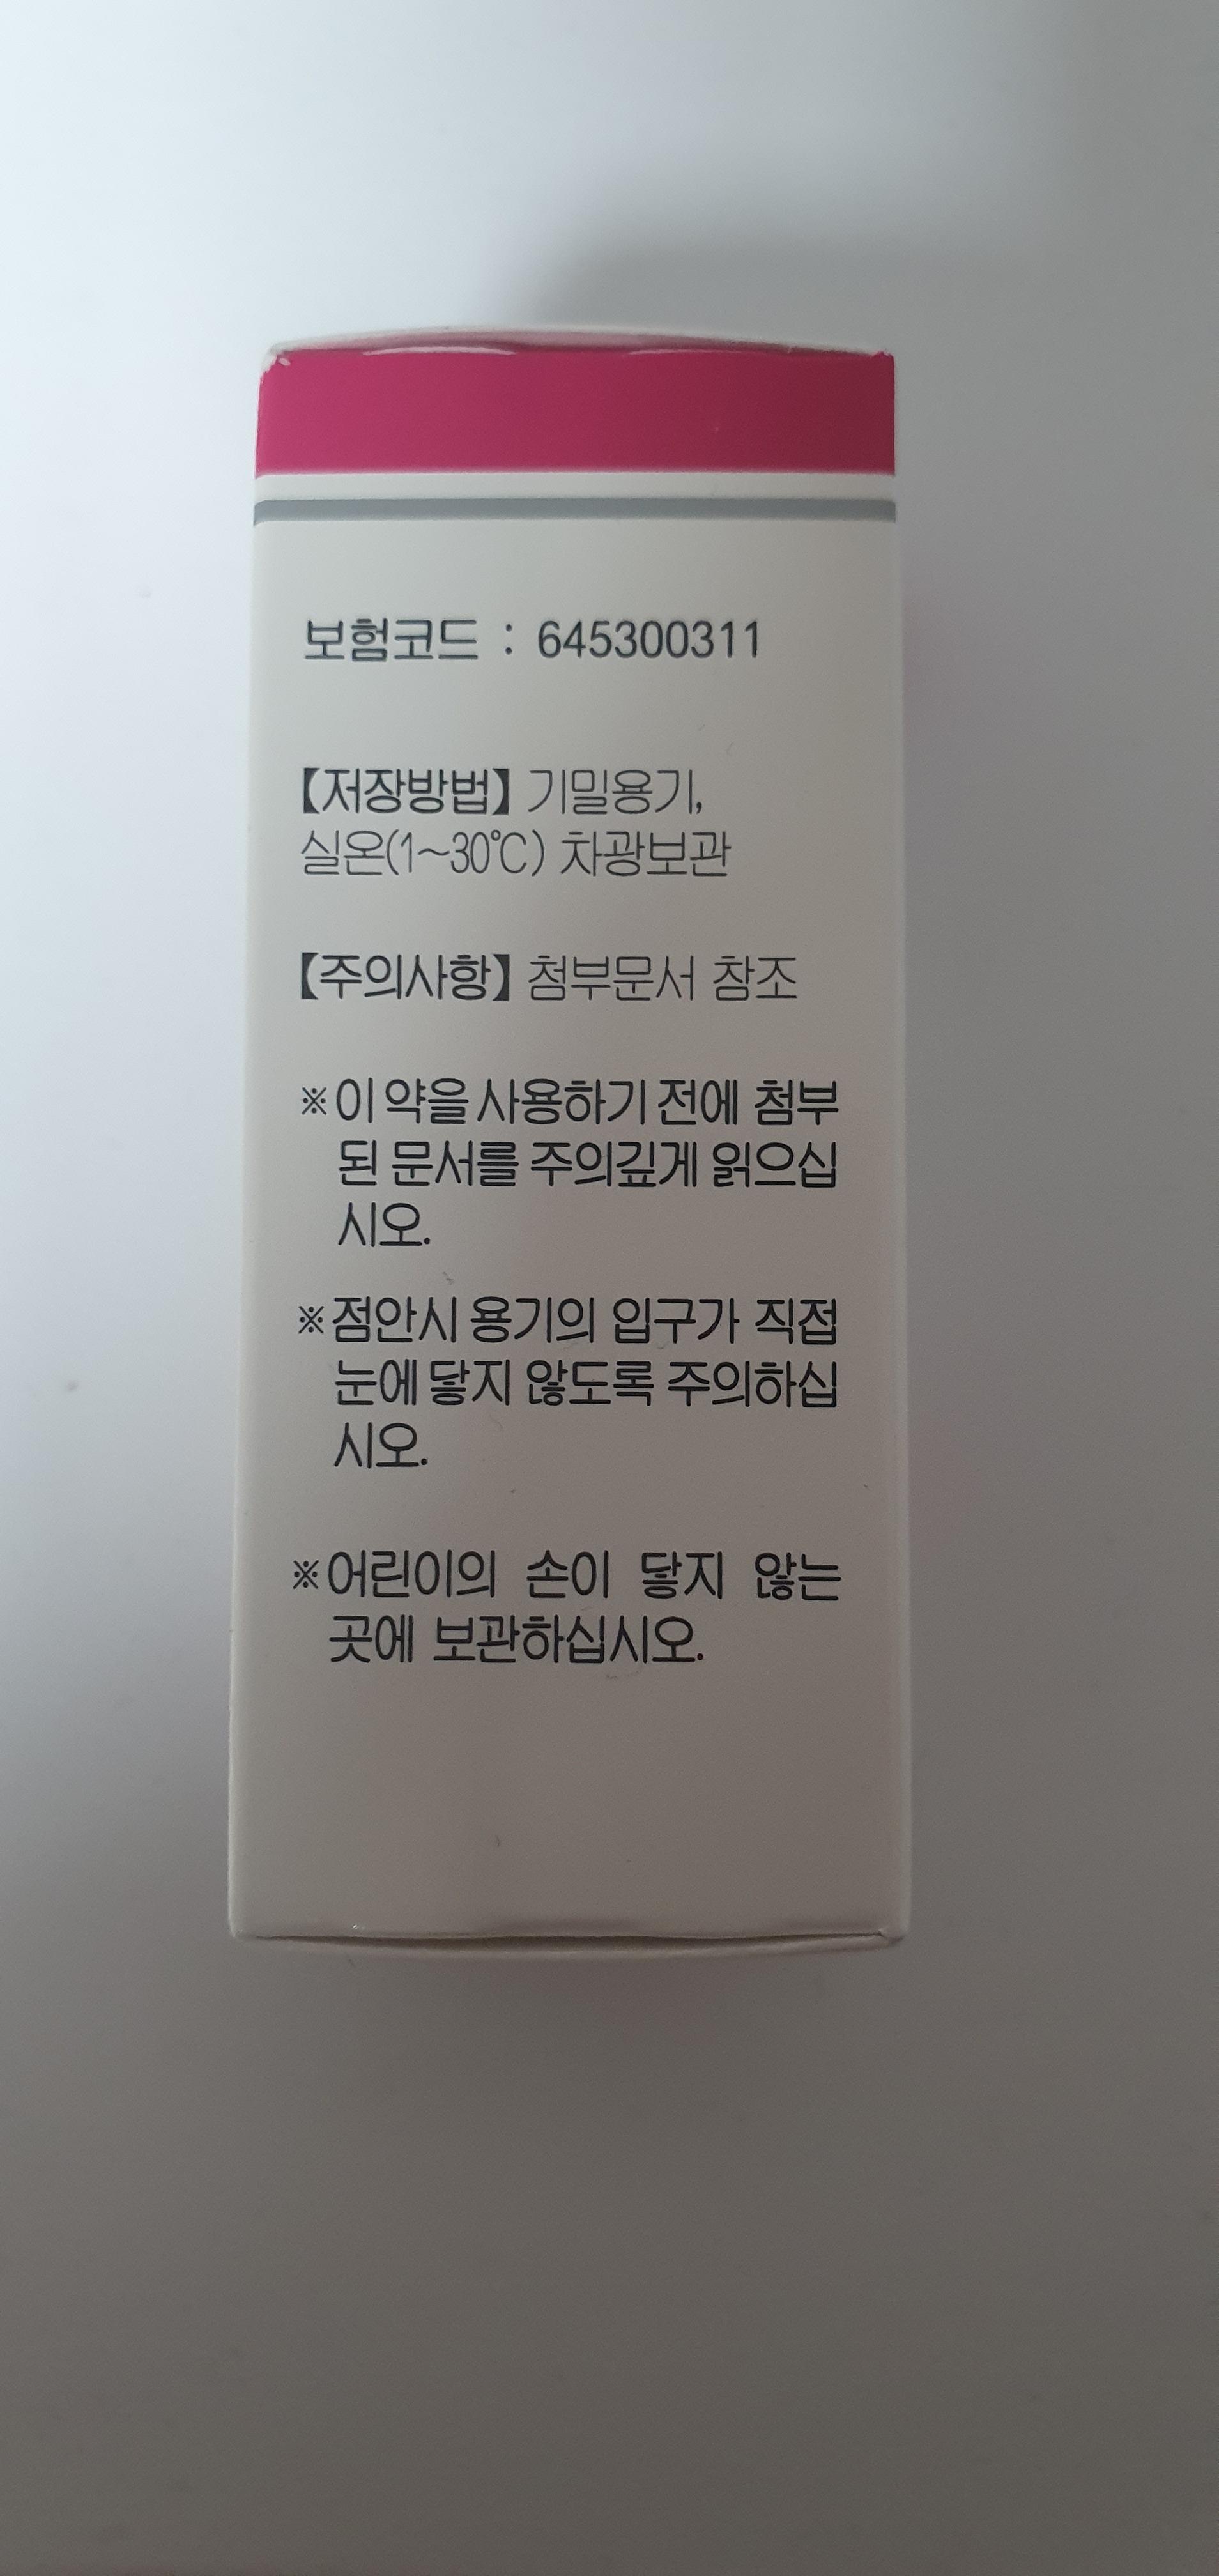 보험코드 : 645300311
【저장방법】 기밀용기,
실온(1~30℃) 차광보관
【주의사항】 첨부문서 참조
※이 약을 사용하기 전에 첨부
된 문서를 주의깊게 읽으십
시오.
※점안시 용기의 입구가 직접
눈에 닿지 않도록 주의하십
시오.
※어린이의 손이 닿지 않는
곳에 보관하십시오.